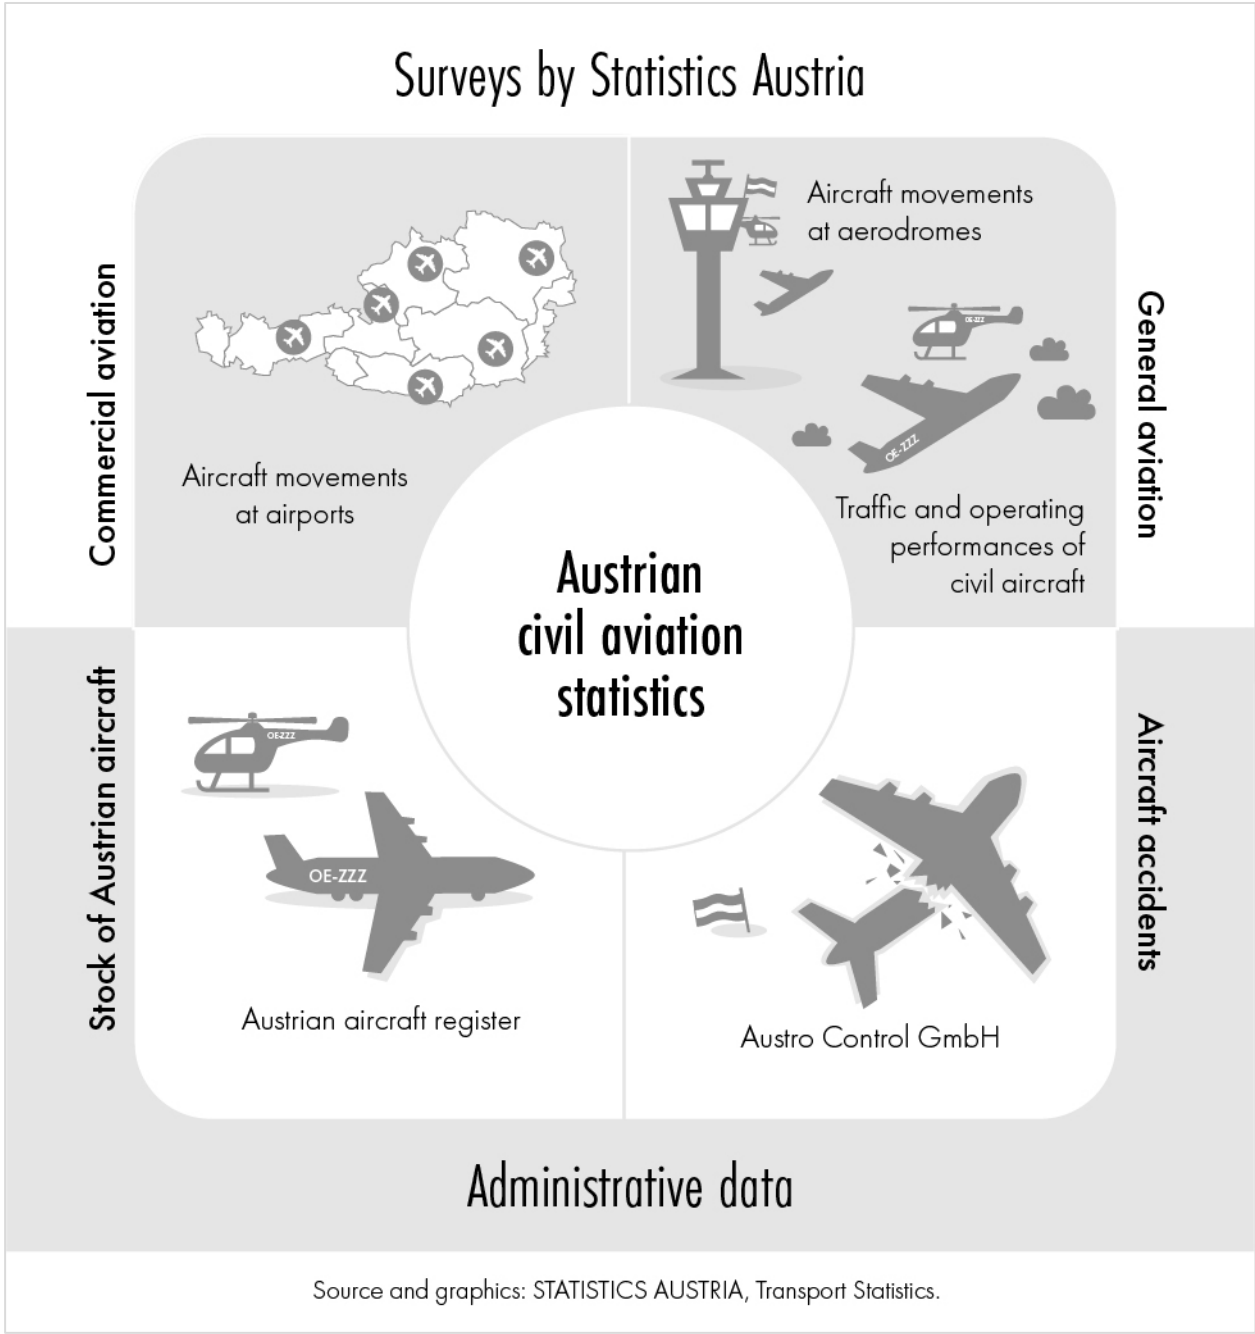 Surveys by Statistics Austria
Commercial aviation
Aircraft movements
at airports
Aircraft movements
at aerodromes
OE-ZZZ
OE-ZZZ
Traffic and operating
performances of
civil aircraft
General aviation
Austrian
civil aviation
statistics
Stock of Austrian aircraft
OE-ZZZ
OE-ZZZ
Austrian aircraft register
Austro Control GmbH
Aircraft accidents
Administrative data
Source and graphics: STATISTICS AUSTRIA, Transport Statistics.